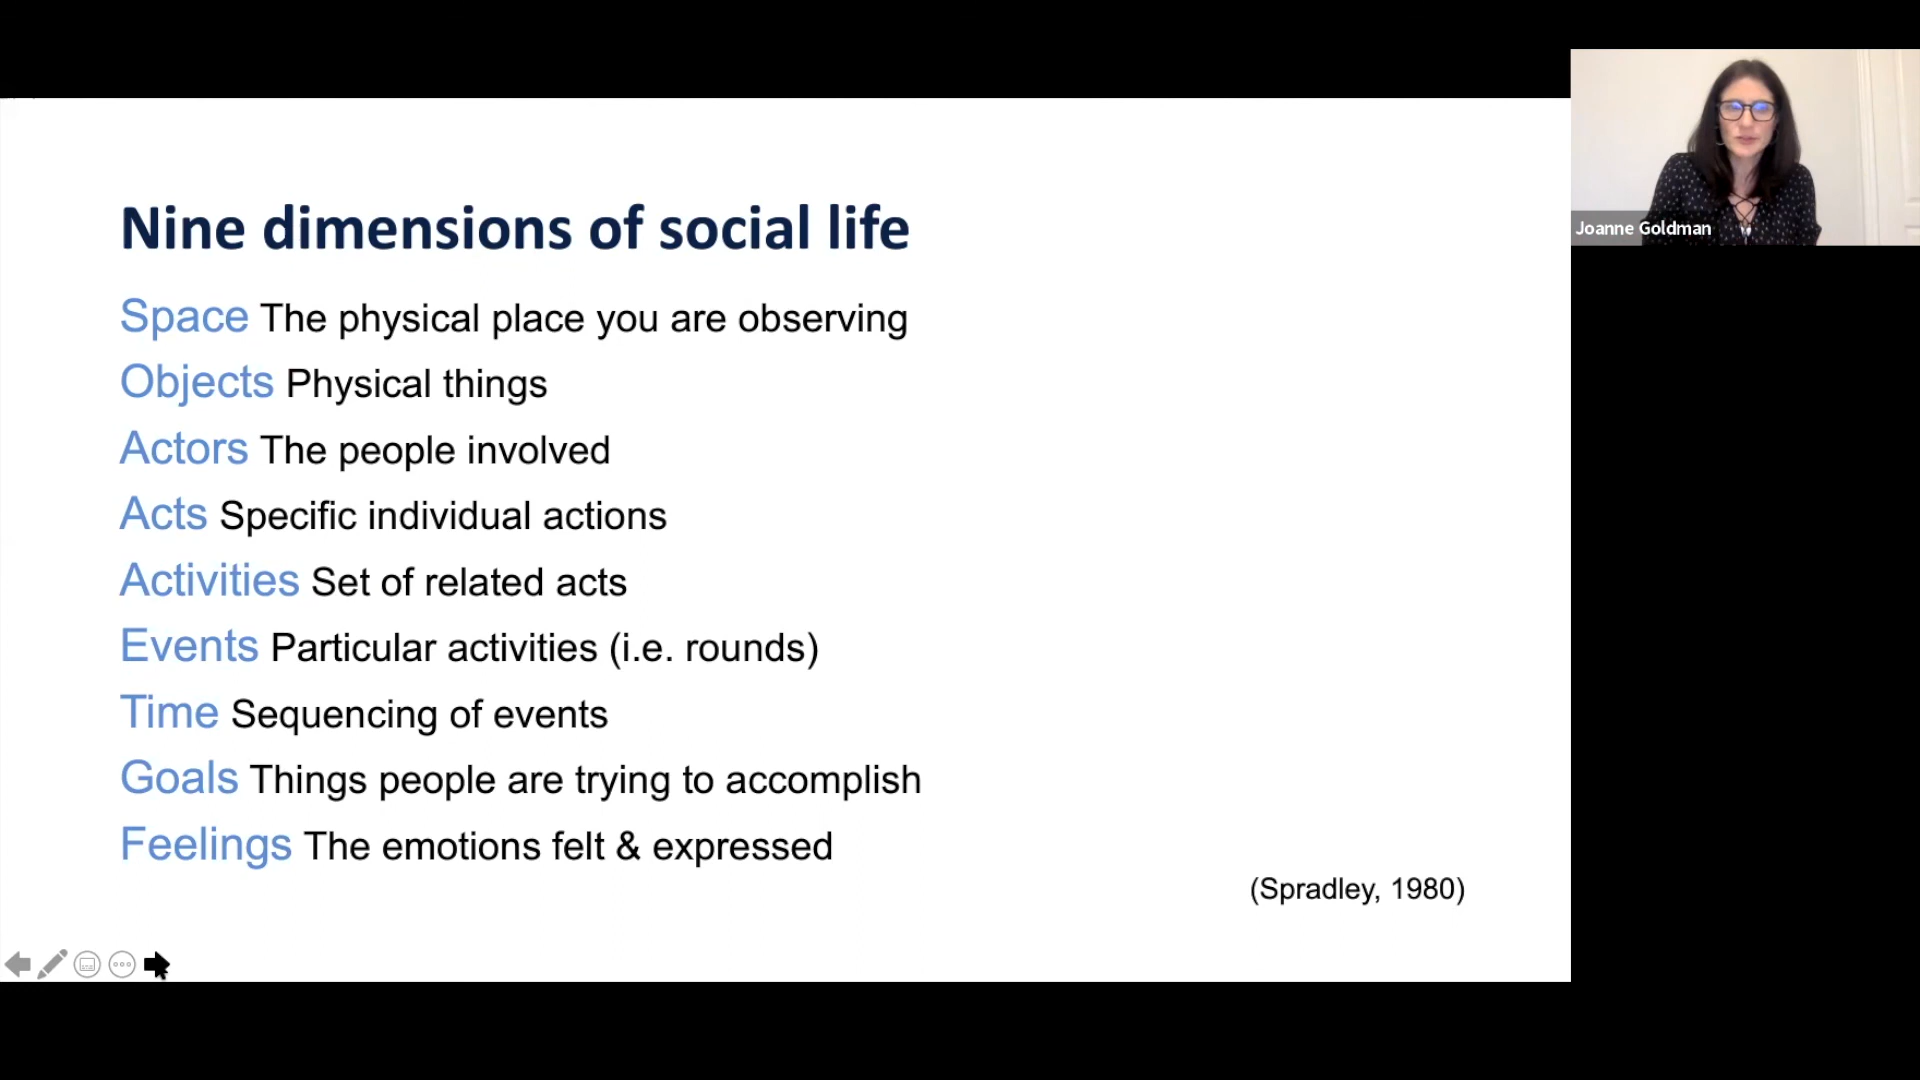 Nine dimensions of social life
Space The physical place you are observing
Objects Physical things
Actors The people involved
Acts Specific individual actions
Activities Set of related acts
Events Particular activities (i.e. rounds)
Time Sequencing of events
Goals Things people are trying to accomplish
Feelings The emotions felt & expressed
(Spradley, 1980)
Joanne Goldman